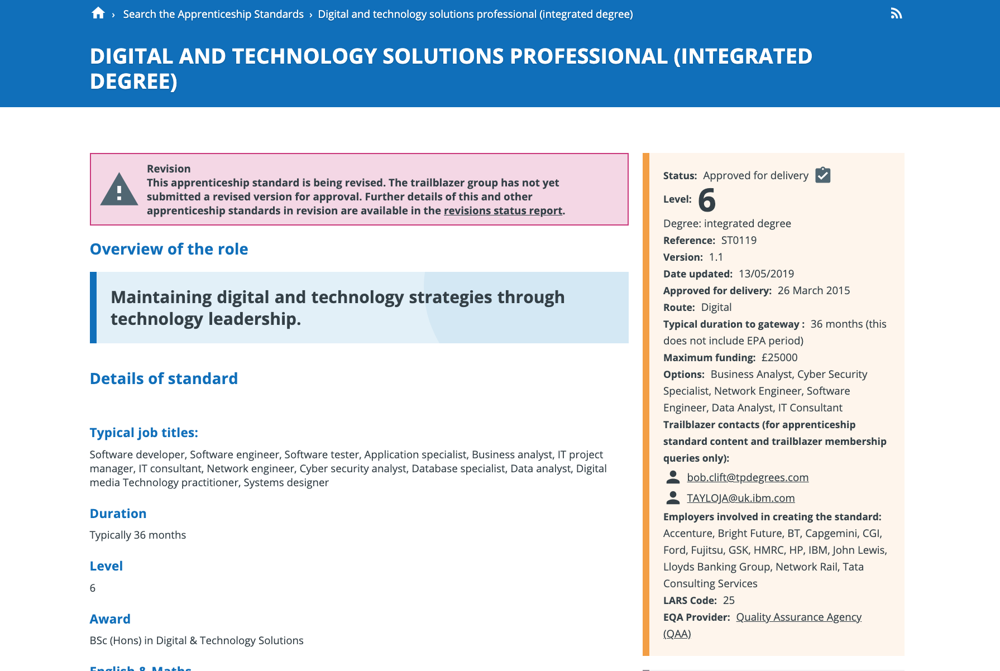 › Search the Apprenticeship Standards › Digital and technology solutions professional (integrated degree)
DIGITAL AND TECHNOLOGY SOLUTIONS PROFESSIONAL (INTEGRATED
DEGREE)
Revision
This apprenticeship standard is being revised. The trailblazer group has not yet
submitted a revised version for approval. Further details of this and other
apprenticeship standards in revision are available in the revisions status report.
Overview of the role
Maintaining digital and technology strategies through
technology leadership.
Details of standard
Typical job titles:
Software developer, Software engineer, Software tester, Application specialist, Business analyst, IT project
manager, IT consultant, Network engineer, Cyber security analyst, Database specialist, Data analyst, Digital
media Technology practitioner, Systems designer
Duration
Typically 36 months
Level
6
Award
BSc (Hons) in Digital & Technology Solutions
English & Maths
Status: Approved for delivery
Level: 6
Degree: integrated degree
Reference: ST0119
Version: 1.1
Date updated: 13/05/2019
Approved for delivery: 26 March 2015
Route: Digital
Typical duration to gateway : 36 months (this
does not include EPA period)
Maximum funding: £25000
Options: Business Analyst, Cyber Security
Specialist, Network Engineer, Software
Engineer, Data Analyst, IT Consultant
Trailblazer contacts (for apprenticeship
standard content and trailblazer membership
queries only):
bob.clift@tpdegrees.com
TAYLOJA@uk.ibm.com
Employers involved in creating the standard:
Accenture, Bright Future, BT, Capgemini, CGI,
Ford, Fujitsu, GSK, HMRC, HP, IBM, John Lewis,
Lloyds Banking Group, Network Rail, Tata
Consulting Services
LARS Code: 25
EQA Provider: Quality Assurance Agency
(QAA)